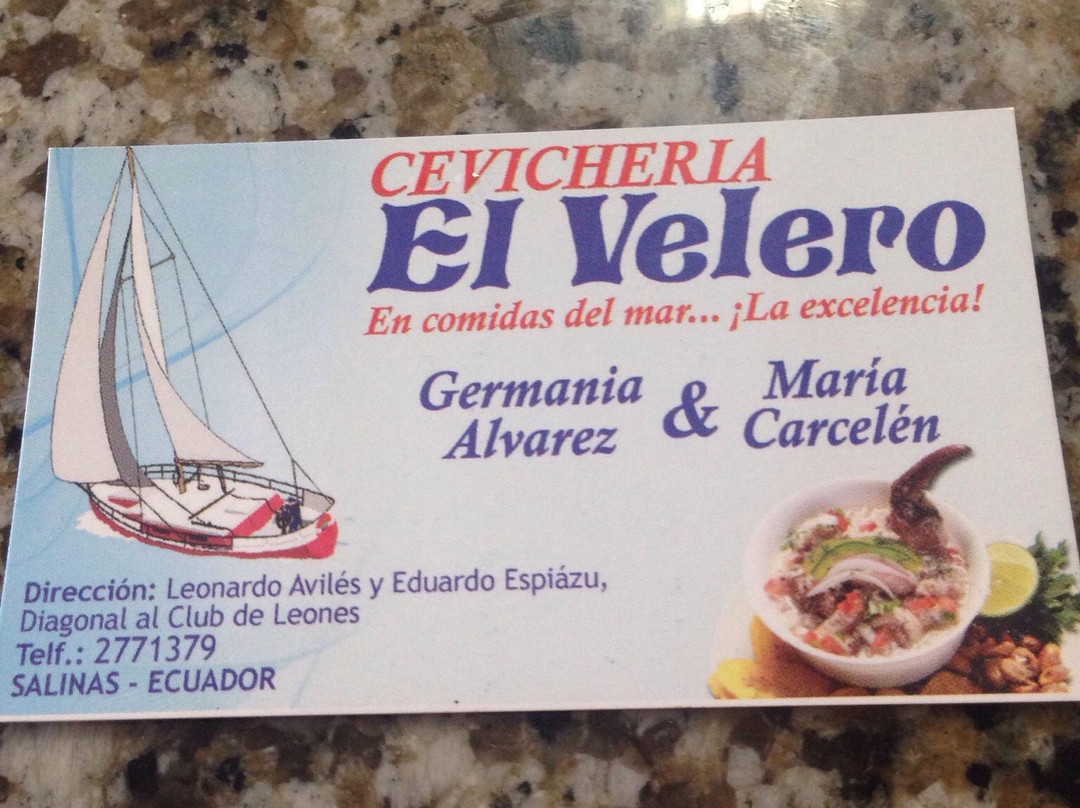 CEVICHERIA
El Velero
En comidas del mar... ¡La excelencia!
Germania Alvarez & María Carcelén
Dirección: Leonardo Avilés y Eduardo Espiázu,
Diagonal al Club de Leones
Telf.: 2771379
SALINAS - ECUADOR